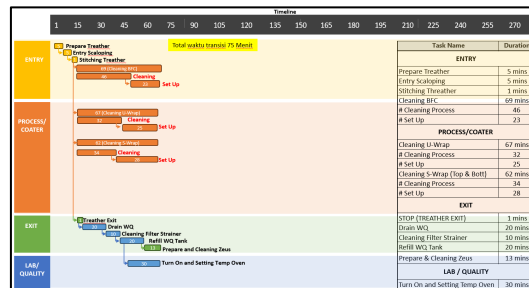 Timeline
1 15 30 45 60 75 90 105 120 135 150 165 180 195 210 225 240 255 270
Total waktu transisi 75 Menit
ENTRY
Prepare Treather
Entry Scaloping
Stitching Treather
69 (Cleaning BFC)
46 Cleaning
23 Set Up
PROCESS/
COATER
67 (Cleaning U-Wrap)
32 Cleaning
25 Set Up
62 (Cleaning S-Wrap)
34 Cleaning
28 Set Up
EXIT
1 Treather Exit
20 Drain WQ
10 Cleaning Filter Strainer
20 Refill WQ Tank
13 Prepare and Cleaning Zeus
LAB/
QUALITY
30 Turn On and Setting Temp Oven
Task Name Duration
ENTRY
Prepare Treather 5 mins
Entry Scaloping 5 mins
Stitching Threather 1 mins
Cleaning BFC 69 mins
# Cleaning Process 46
# Set Up 23
PROCESS/COATER
Cleaning U-Wrap 67 mins
# Cleaning Process 32
# Set Up 25
Cleaning S-Wrap (Top & Bott) 62 mins
# Cleaning Process 34
# Set Up 28
EXIT
STOP (TREATHER EXIT) 1 mins
Drain WQ 20 mins
Cleaning Filter Strainer 10 mins
Refill WQ Tank 20 mins
Prepare & Cleaning Zeus 13 mins
LAB / QUALITY
Turn On and Setting Temp Oven 30 mins